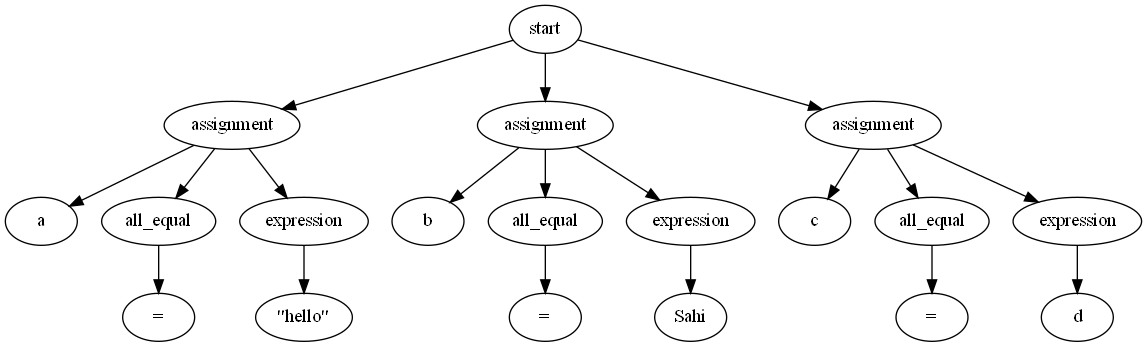 start
assignment assignment assignment
a all_equal expression b all_equal expression c all_equal expression
= "hello" = Sahi = d